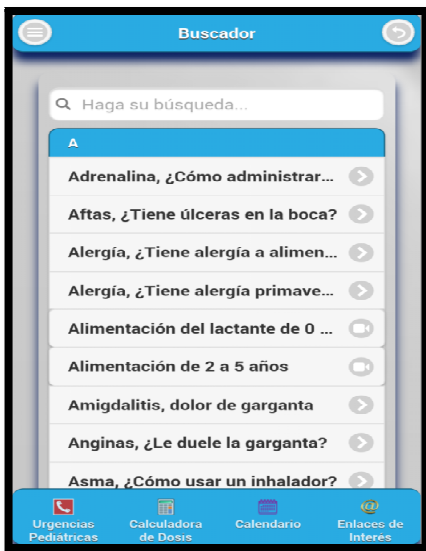 Buscador
Haga su búsqueda...
A
Adrenalina, ¿Cómo administrar...
Aftas, ¿Tiene úlceras en la boca?
Alergía, ¿Tiene alergía a alimen...
Alergía, ¿Tiene alergía primave...
Alimentación del lactante de 0 ...
Alimentación de 2 a 5 años
Amigdalitis, dolor de garganta
Anginas, ¿Le duele la garganta?
Asma, ¿Cómo usar un inhalador?
Urgencias
Pediátricas
Calculadora
de Dosis
Calendario
Enlaces de
Interés